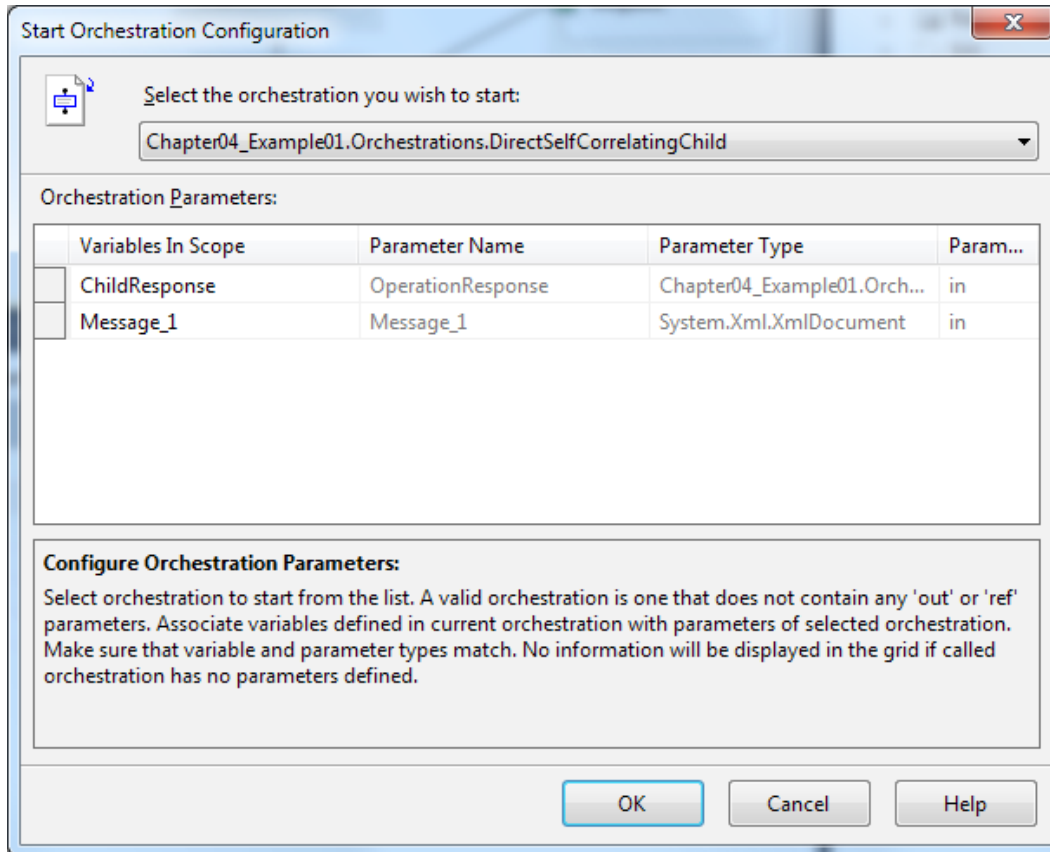 Start Orchestration Configuration
X
Select the orchestration you wish to start:
Chapter04_Example01.Orchestrations.DirectSelfCorrelatingChild
Orchestration Parameters:
Variables In Scope Parameter Name Parameter Type Param...
ChildResponse OperationResponse Chapter04_Example01.Orch... in
Message_1 Message_1 System.Xml.XmlDocument in
Configure Orchestration Parameters:
Select orchestration to start from the list. A valid orchestration is one that does not contain any 'out' or 'ref'
parameters. Associate variables defined in current orchestration with parameters of selected orchestration.
Make sure that variable and parameter types match. No information will be displayed in the grid if called
orchestration has no parameters defined.
OK Cancel Help